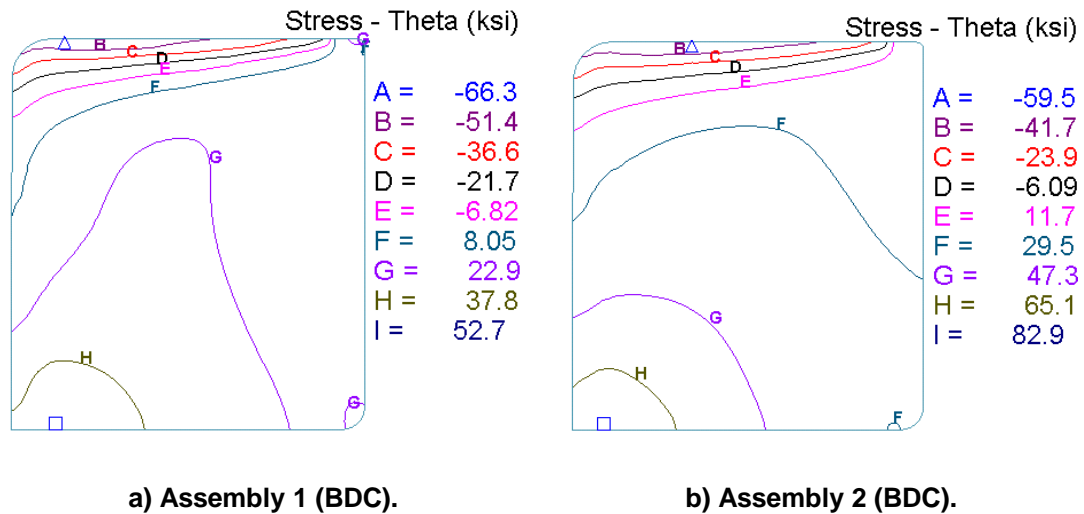 Stress - Theta (ksi)
B
C
D
E
F
G
F
G
H
G
A = -66.3
B = -51.4
C = -36.6
D = -21.7
E = -6.82
F = 8.05
G = 22.9
H = 37.8
I = 52.7
a) Assembly 1 (BDC).
Stress - Theta (ksi)
B
C
D
E
F
G
H
F
A = -59.5
B = -41.7
C = -23.9
D = -6.09
E = 11.7
F = 29.5
G = 47.3
H = 65.1
I = 82.9
b) Assembly 2 (BDC).